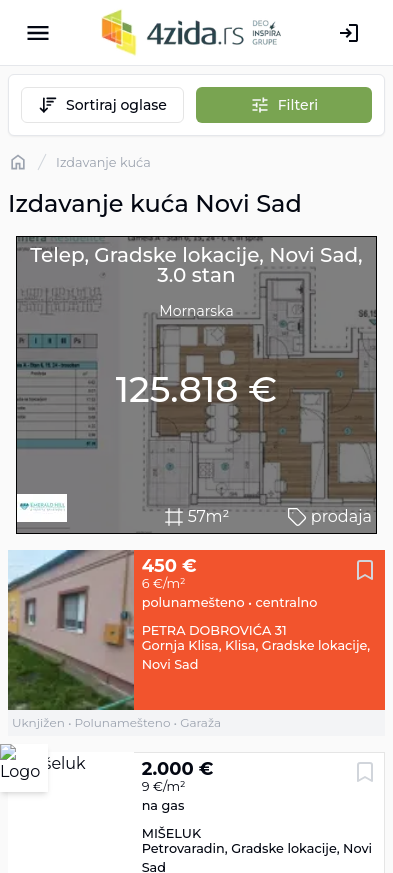 4zida.rs
DEO
INSPIRA
GRUPE
Sortiraj oglase
Filteri
/ Izdavanje kuća
Izdavanje kuća Novi Sad
Telep, Gradske lokacije, Novi Sad,
3.0 stan
Mornarska
125.818 €
EMERALD HILL
57m²
prodaja
450 €
6 €/m²
polunamešteno • centralno
PETRA DOBROVIĆA 31
Gornja Klisa, Klisa, Gradske lokacije,
Novi Sad
Uknjižen • Polunamešteno • Garaža
Logo
šeluk
2.000 €
9 €/m²
na gas
MIŠELUK
Petrovaradin, Gradske lokacije, Novi
Sad